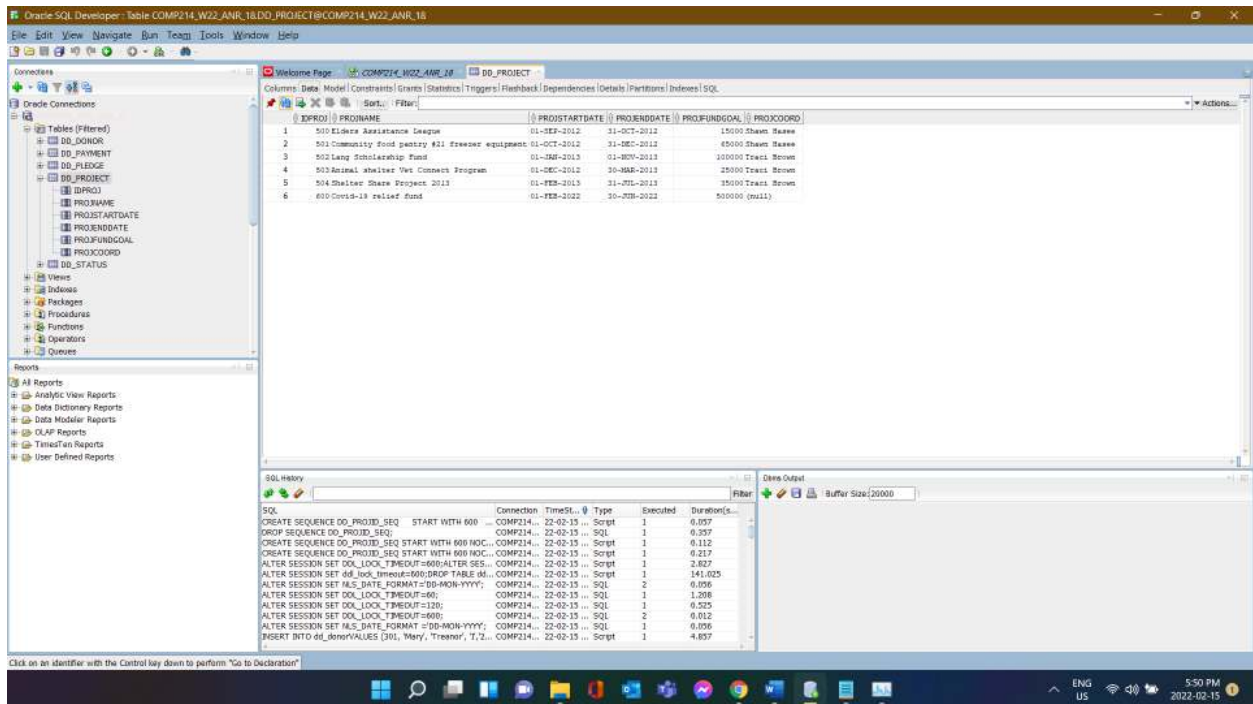 Oracle SQL Developer : Table COMP214_W22_ANR_18.DD_PROJECT@COMP214_W22_ANR_18
File Edit View Navigate Run Team Tools Window Help
Connections
Oracle Connections
Tables (Filtered)
DD_DONOR
DD_PAYMENT
DD_PLEDGE
DD_PROJECT
IDPROJ
PROJNAME
PROJSTARTDATE
PROJENDDATE
PROJFUNDGOAL
PROJCOORD
DD_STATUS
Views
Indexes
Packages
Procedures
Functions
Operators
Queues
Reports
All Reports
Analytic View Reports
Data Dictionary Reports
Data Modeler Reports
OLAP Reports
TimesTen Reports
User Defined Reports
Welcome Page COMP214_W22_ANR_18 DD_PROJECT
Columns Data Model Constraints Grants Statistics Triggers Flashback Dependencies Details Partitions Indexes SQL
Sort.. Filter: Actions...
IDPROJ PROJNAME PROJSTARTDATE PROJENDDATE PROJFUNDGOAL PROJCOORD
1 500 Elders Assistance League 01-SEP-2012 31-OCT-2012 15000 Shawn Hasee
2 501 Community food pantry #21 freezer equipment 01-OCT-2012 31-DEC-2012 65000 Shawn Hasee
3 502 Lang Scholarship Fund 01-JAN-2013 01-NOV-2013 100000 Traci Brown
4 503 Animal shelter Vet Connect Program 01-DEC-2012 30-MAR-2013 25000 Traci Brown
5 504 Shelter Share Project 2013 01-FEB-2013 31-JUL-2013 35000 Traci Brown
6 600 Covid-19 relief fund 01-FEB-2022 30-JUN-2022 500000 (null)
SQL History
Filter
SQL Connection TimeSt... Type Executed Duration(s...
CREATE SEQUENCE DD_PROJID_SEQ START WITH 600 ... COMP214... 22-02-15 ... Script 1 0.057
DROP SEQUENCE DD_PROJID_SEQ; COMP214... 22-02-15 ... SQL 1 0.357
CREATE SEQUENCE DD_PROJID_SEQ START WITH 600 NOC... COMP214... 22-02-15 ... Script 1 0.112
CREATE SEQUENCE DD_PROJID_SEQ START WITH 600 NOC... COMP214... 22-02-15 ... Script 1 0.217
ALTER SESSION SET DDL_LOCK_TIMEOUT=600;ALTER SES... COMP214... 22-02-15 ... Script 1 2.827
ALTER SESSION SET ddl_lock_timeout=600;DROP TABLE dd... COMP214... 22-02-15 ... Script 1 141.025
ALTER SESSION SET NLS_DATE_FORMAT ='DD-MON-YYYY'; COMP214... 22-02-15 ... SQL 2 0.056
ALTER SESSION SET DDL_LOCK_TIMEOUT=60; COMP214... 22-02-15 ... SQL 1 1.208
ALTER SESSION SET DDL_LOCK_TIMEOUT=120; COMP214... 22-02-15 ... SQL 1 0.525
ALTER SESSION SET DDL_LOCK_TIMEOUT=600; COMP214... 22-02-15 ... SQL 2 0.012
ALTER SESSION SET NLS_DATE_FORMAT ='DD-MON-YYYY'; COMP214... 22-02-15 ... SQL 1 0.056
INSERT INTO dd_donorVALUES (301, 'Mary', 'Treanor', 'I','2... COMP214... 22-02-15 ... Script 1 4.857
Dbms Output
Buffer Size: 20000
Click on an identifier with the Control key down to perform "Go to Declaration"
ENG
US
5:50 PM
2022-02-15
1